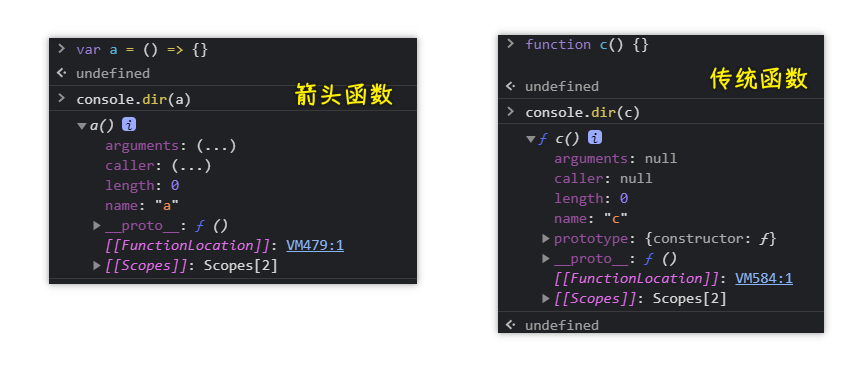 > var a = () => {}
undefined
> console.dir(a)
箭头函数
a() i
arguments: (...)
caller: (...)
length: 0
name: "a"
__proto__: ƒ ()
[[FunctionLocation]]: VM479:1
[[Scopes]]: Scopes[2]
> function c() {}
传统函数
undefined
> console.dir(c)
ƒ c() i
arguments: null
caller: null
length: 0
name: "c"
prototype: {constructor: ƒ}
__proto__: ƒ ()
[[FunctionLocation]]: VM584:1
[[Scopes]]: Scopes[2]
undefined